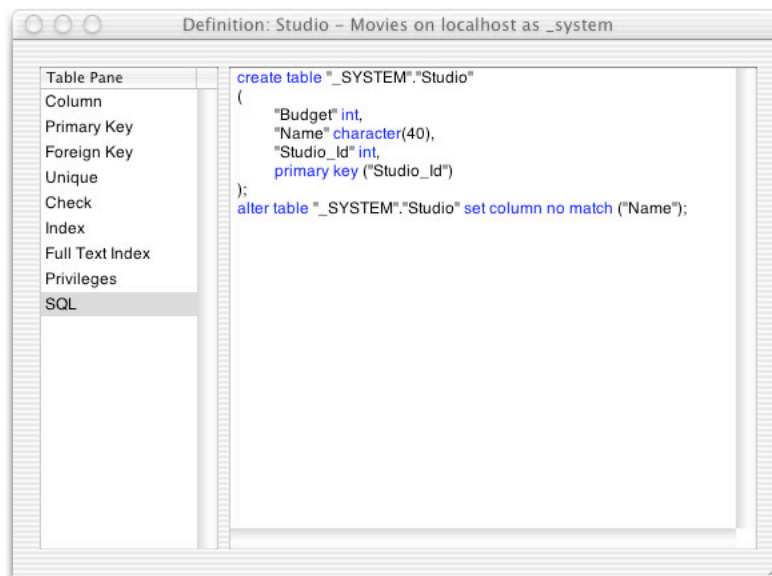 Definition: Studio – Movies on localhost as _system
Table Pane
Column
Primary Key
Foreign Key
Unique
Check
Index
Full Text Index
Privileges
SQL
create table "_SYSTEM"."Studio"
(
"Budget" int,
"Name" character(40),
"Studio_Id" int,
primary key ("Studio_Id")
);
alter table "_SYSTEM"."Studio" set column no match ("Name");